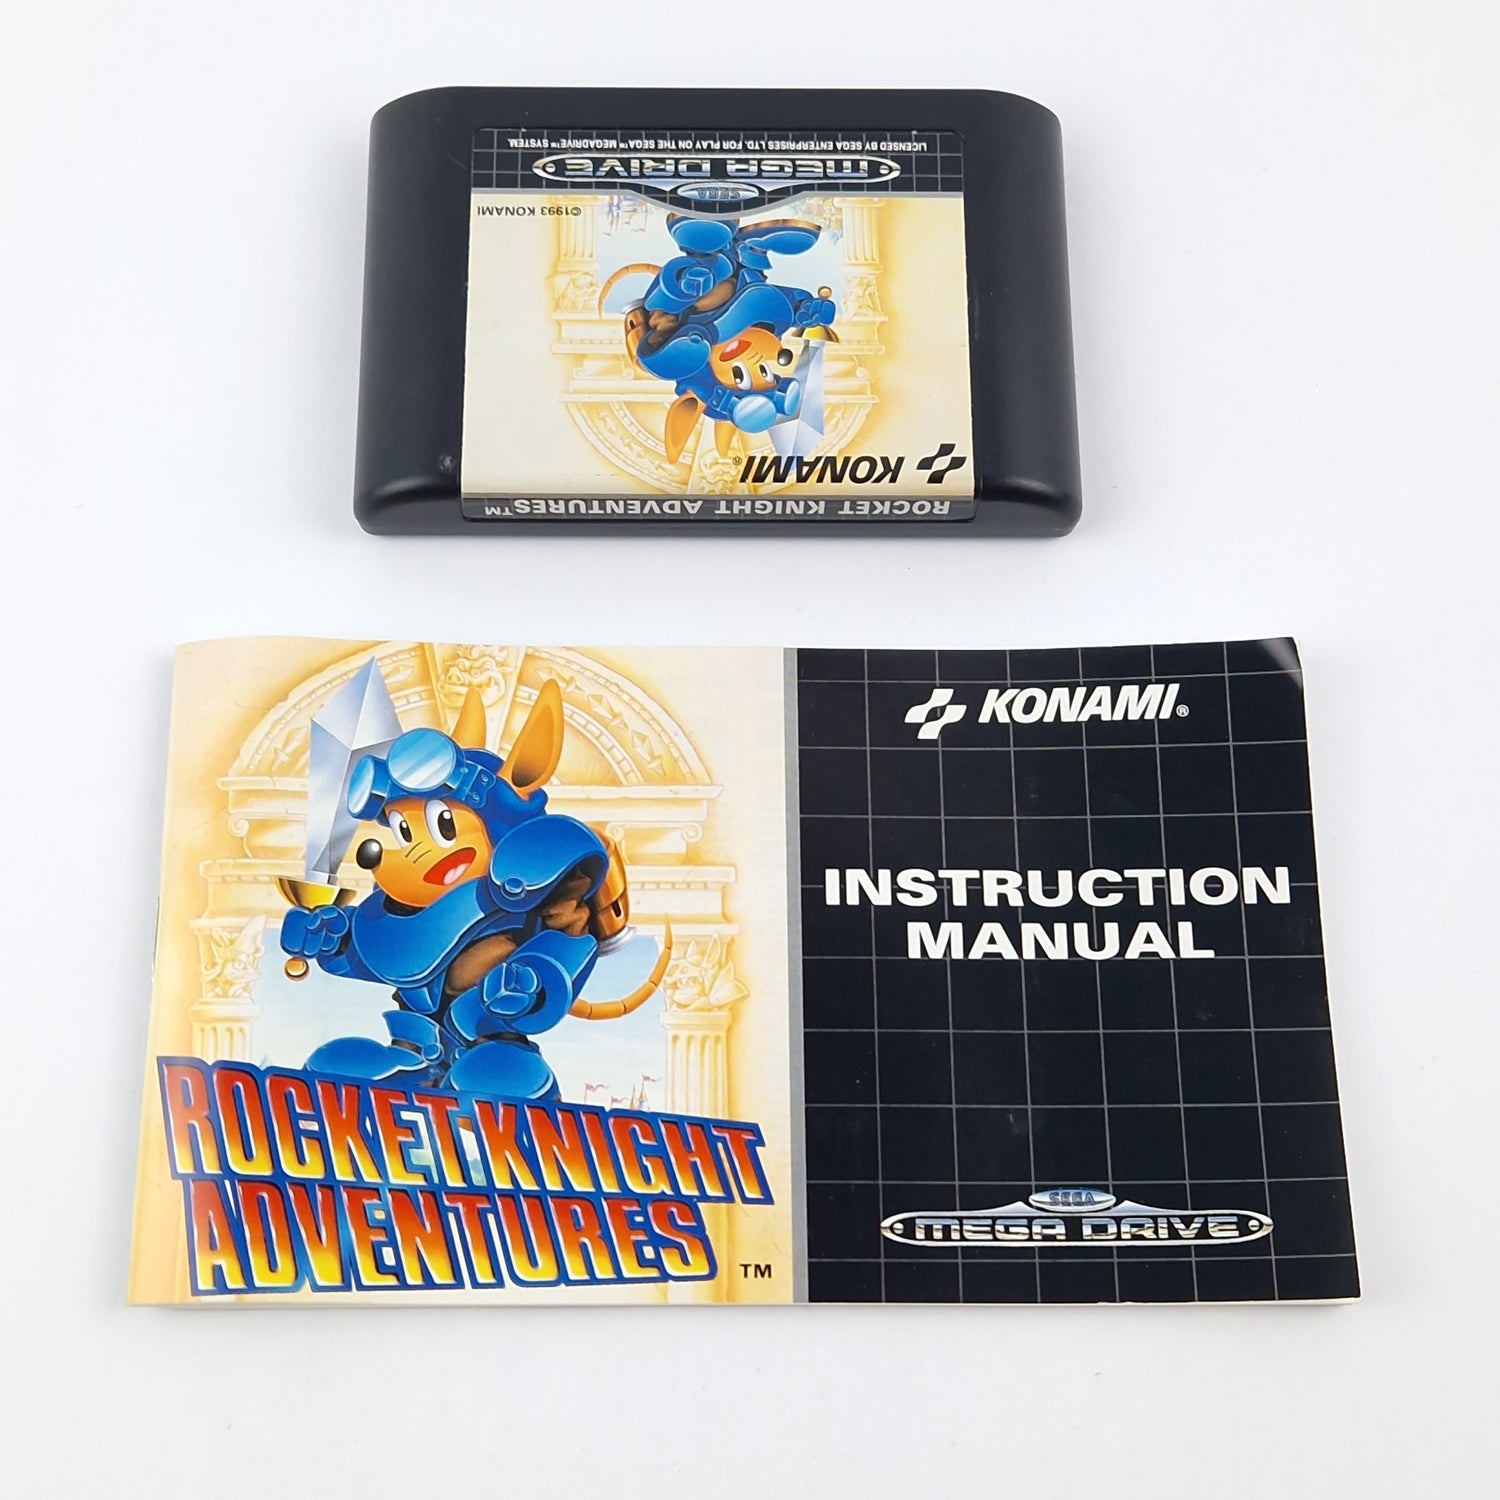 LICENSED BY SEGA ENTERPRISES LTD. FOR PLAY ON THE SEGA™ MEGADRIVE™ SYSTEM.
MEGA DRIVE
SEGA
©1993 KONAMI
KONAMI®
ROCKET KNIGHT ADVENTURES™
KONAMI®
INSTRUCTION
MANUAL
ROCKET KNIGHT
ADVENTURES
TM
SEGA
MEGA DRIVE